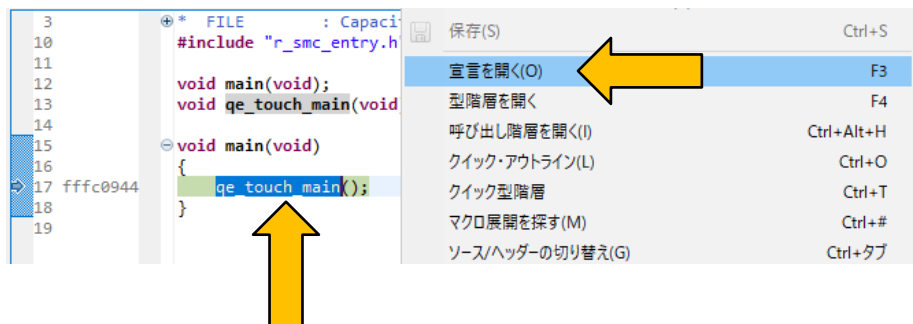 3 * FILE : Capaci
10 #include "r_smc_entry.h
11
12 void main(void);
13 void qe_touch_main(void
14
15 void main(void)
16 {
17 fffc0944 qe_touch_main();
18 }
19
保存(S) Ctrl+S
宣言を開く(O) F3
型階層を開く F4
呼び出し階層を開く(I) Ctrl+Alt+H
クイック・アウトライン(L) Ctrl+O
クイック型階層 Ctrl+T
マクロ展開を探す(M) Ctrl+#
ソース/ヘッダーの切り替え(G) Ctrl+タブ